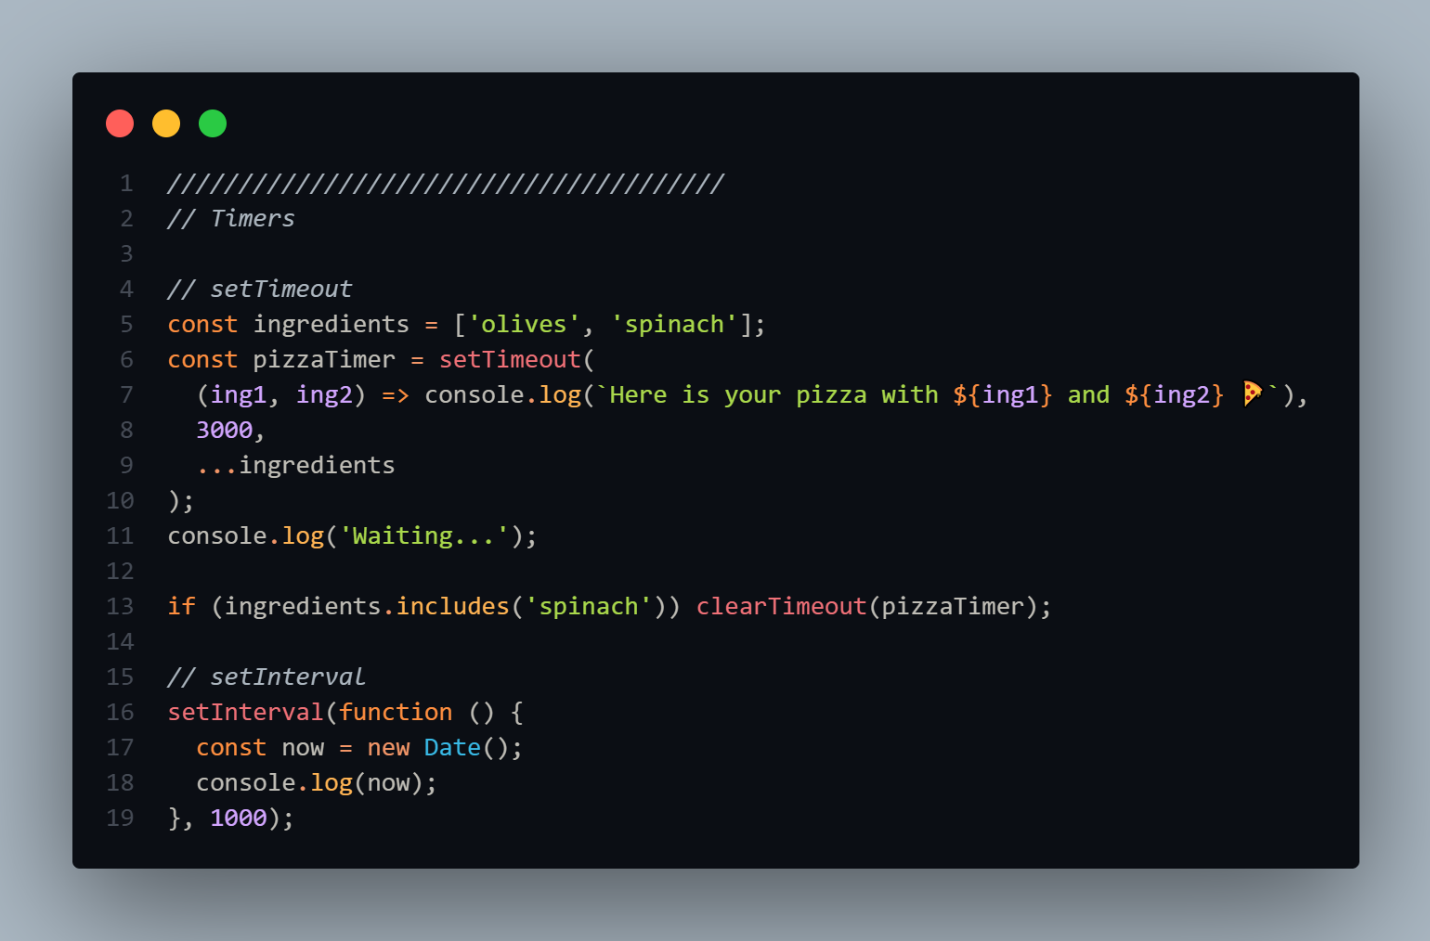 1 ///////////////////////////////////////
2 // Timers
3
4 // setTimeout
5 const ingredients = ['olives', 'spinach'];
6 const pizzaTimer = setTimeout(
7   (ing1, ing2) => console.log(`Here is your pizza with ${ing1} and ${ing2} 🍕`),
8   3000,
9   ...ingredients
10 );
11 console.log('Waiting...');
12
13 if (ingredients.includes('spinach')) clearTimeout(pizzaTimer);
14
15 // setInterval
16 setInterval(function () {
17   const now = new Date();
18   console.log(now);
19 }, 1000);